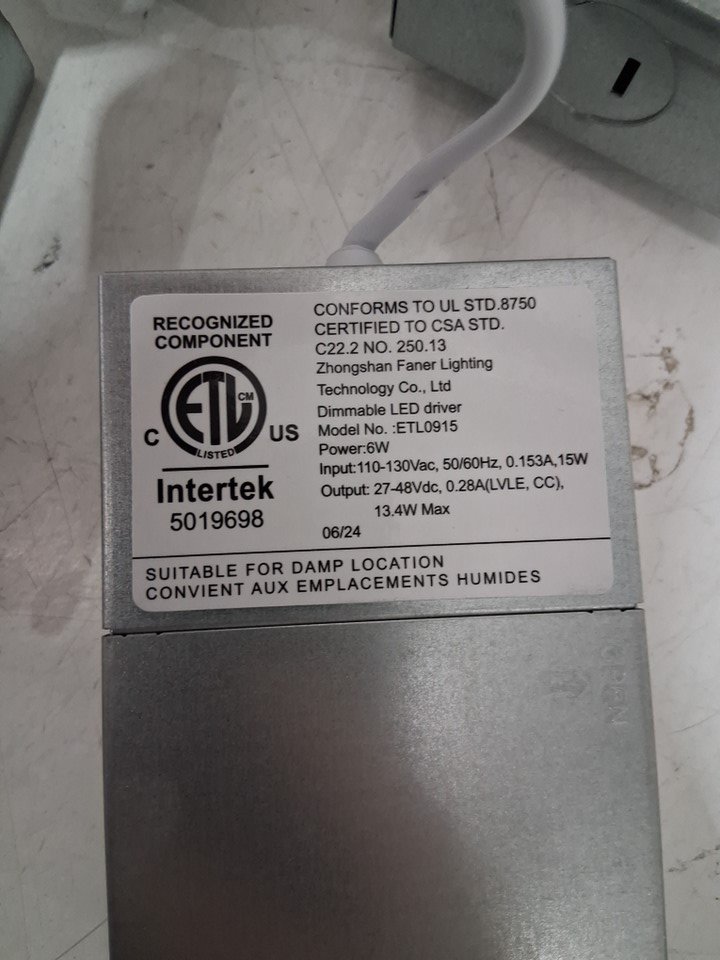 RECOGNIZED
COMPONENT
ETL CM
LISTED
C US
Intertek
5019698
CONFORMS TO UL STD.8750
CERTIFIED TO CSA STD.
C22.2 NO. 250.13
Zhongshan Faner Lighting
Technology Co., Ltd
Dimmable LED driver
Model No. :ETL0915
Power:6W
Input:110-130Vac, 50/60Hz, 0.153A,15W
Output: 27-48Vdc, 0.28A(LVLE, CC),
13.4W Max
06/24
SUITABLE FOR DAMP LOCATION
CONVIENT AUX EMPLACEMENTS HUMIDES
OPEN